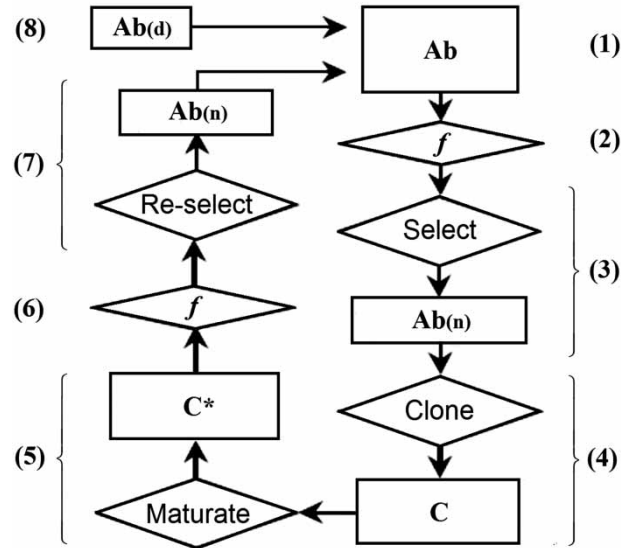 (8) Ab(d) Ab (1)
Ab(n) f (2)
(7) Re-select Select
(3)
(6) f Ab(n)
C* Clone
(5) (4)
Maturate C